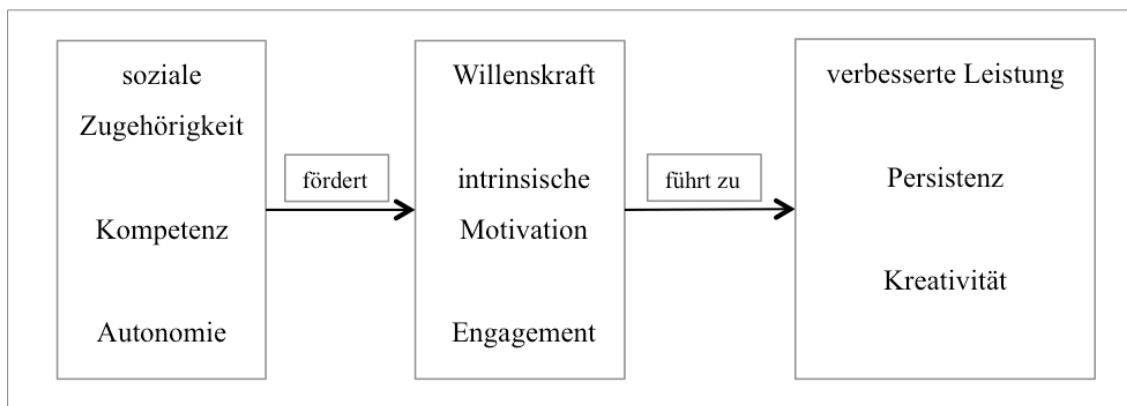 soziale
Zugehörigkeit
Kompetenz
Autonomie
fördert
Willenskraft
intrinsische
Motivation
Engagement
führt zu
verbesserte Leistung
Persistenz
Kreativität